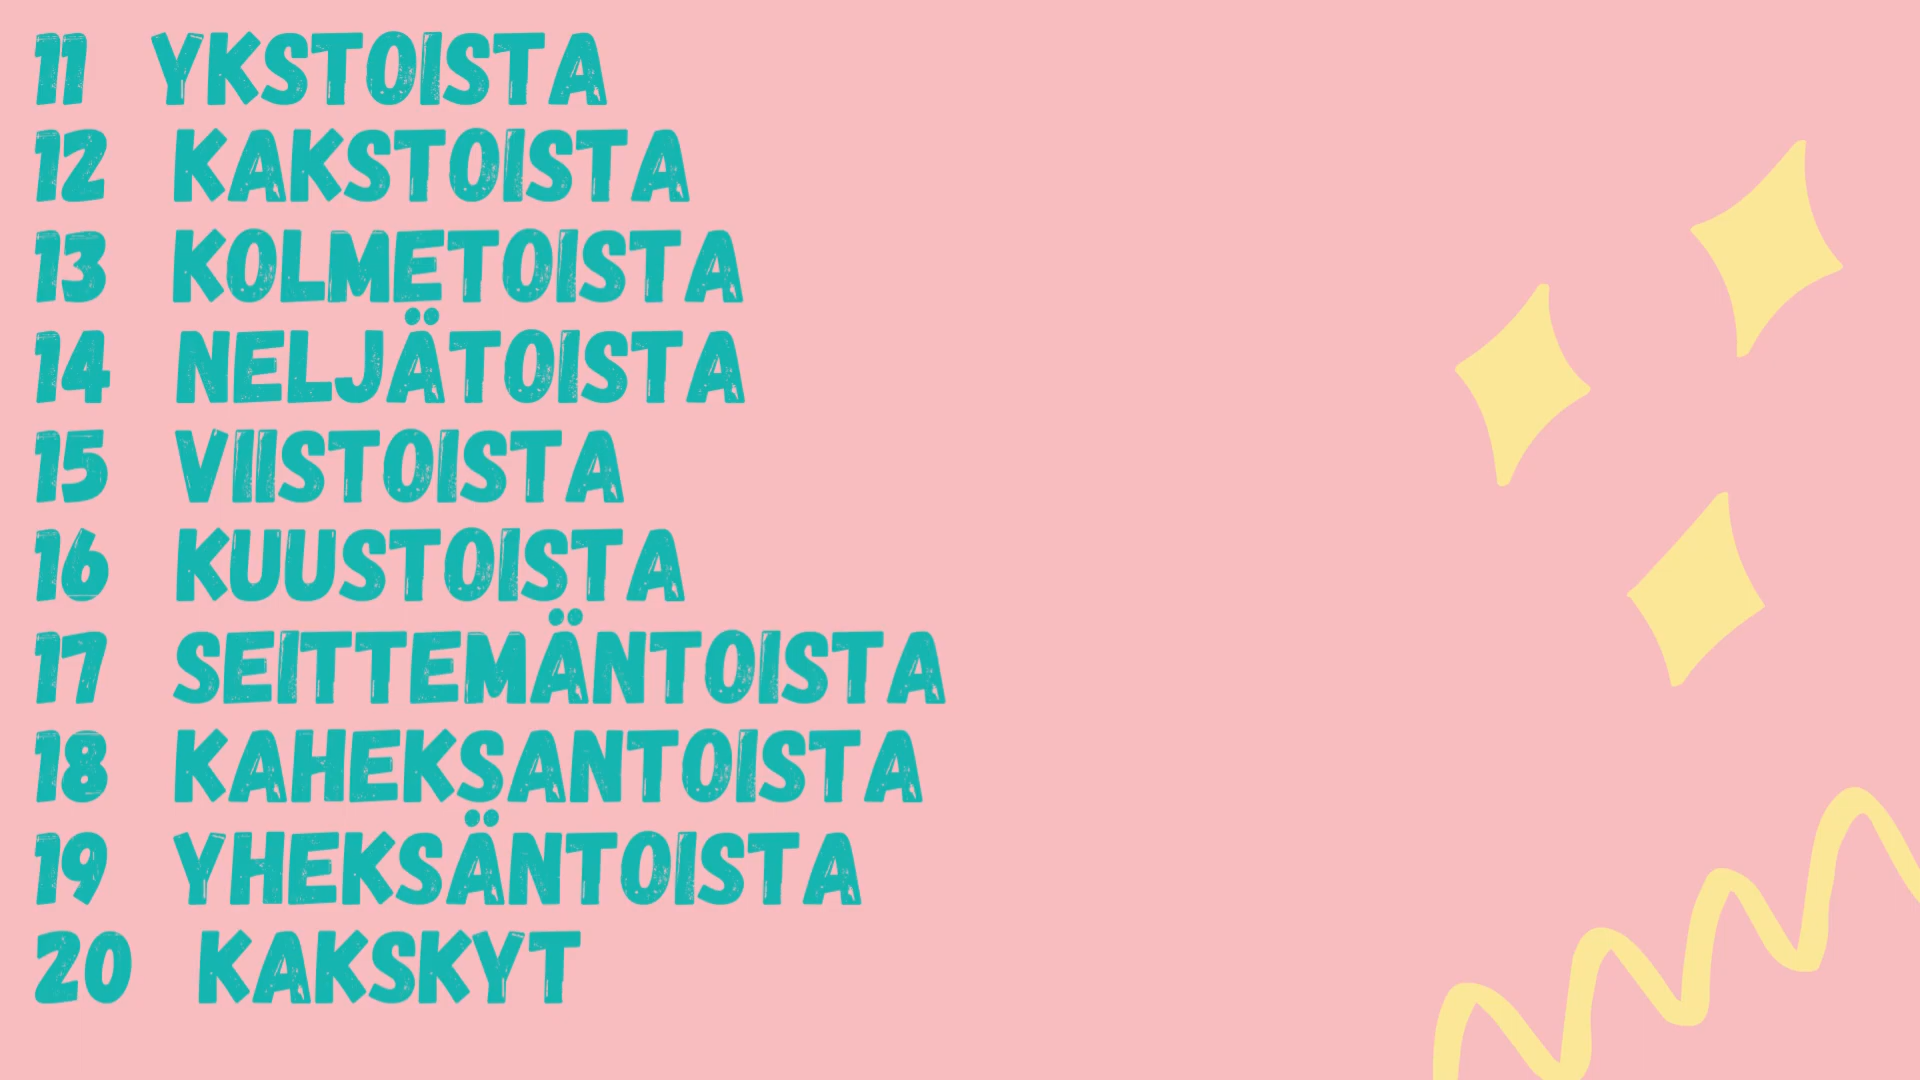 11 YKSTOISTA
12 KAKSTOISTA
13 KOLMETOISTA
14 NELJÄTOISTA
15 VIISTOISTA
16 KUUSTOISTA
17 SEITTEMÄNTOISTA
18 KAHEKSANTOISTA
19 YHEKSÄNTOISTA
20 KAKSKYT